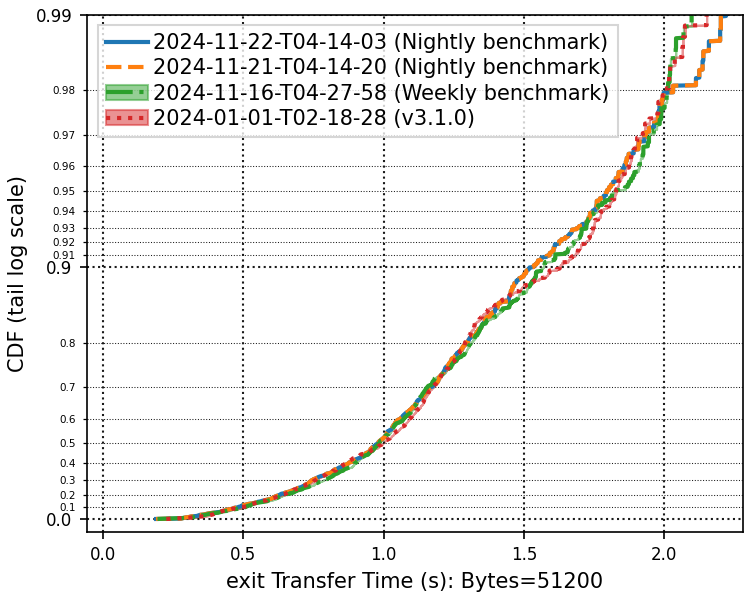 0.99
2024-11-22-T04-14-03 (Nightly benchmark)
2024-11-21-T04-14-20 (Nightly benchmark)
2024-11-16-T04-27-58 (Weekly benchmark)
2024-01-01-T02-18-28 (v3.1.0)
0.98
0.97
0.96
0.95
0.94
0.93
0.92
0.91
0.9
0.8
0.7
0.6
0.5
0.4
0.3
0.2
0.1
0.0
CDF (tail log scale)
0.0 0.5 1.0 1.5 2.0
exit Transfer Time (s): Bytes=51200